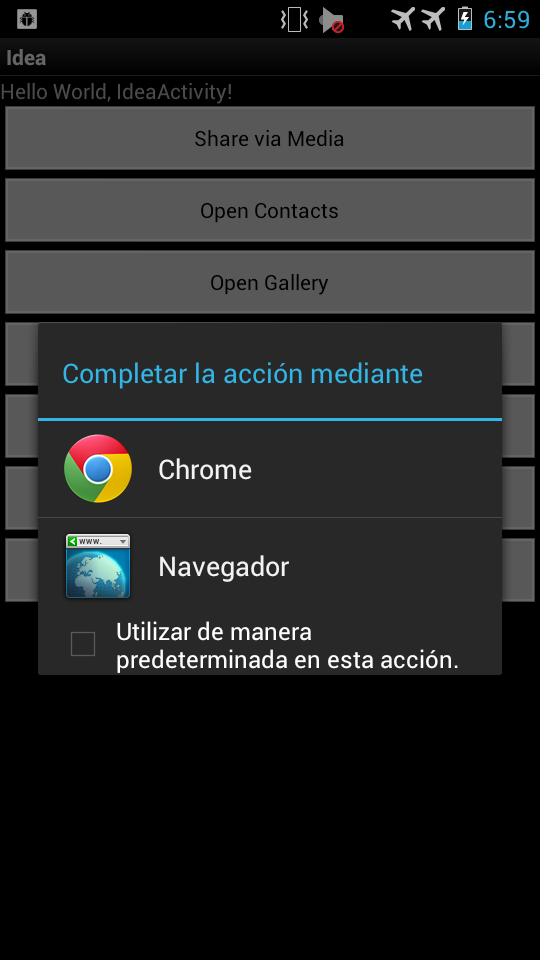 6:59
Idea
Hello World, IdeaActivity!
Share via Media
Open Contacts
Open Gallery
Completar la acción mediante
Chrome
www.
Navegador
Utilizar de manera
predeterminada en esta acción.